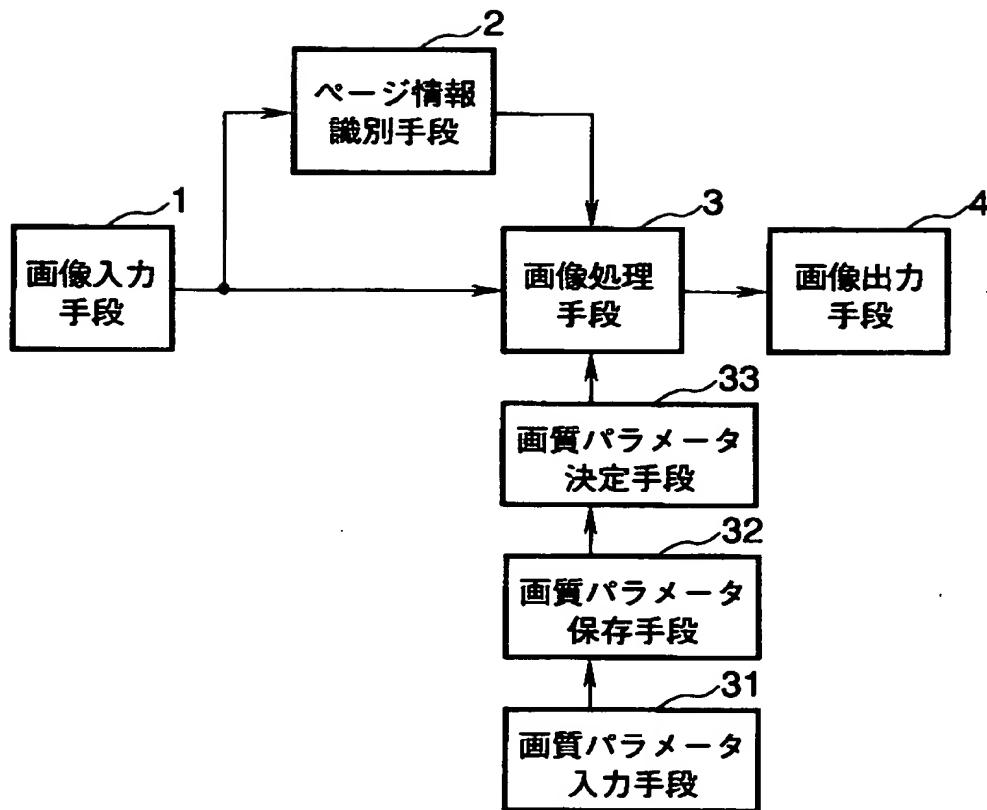 2
ページ情報
識別手段
1
画像入力
手段
3
画像処理
手段
4
画像出力
手段
33
画質パラメータ
決定手段
32
画質パラメータ
保存手段
31
画質パラメータ
入力手段